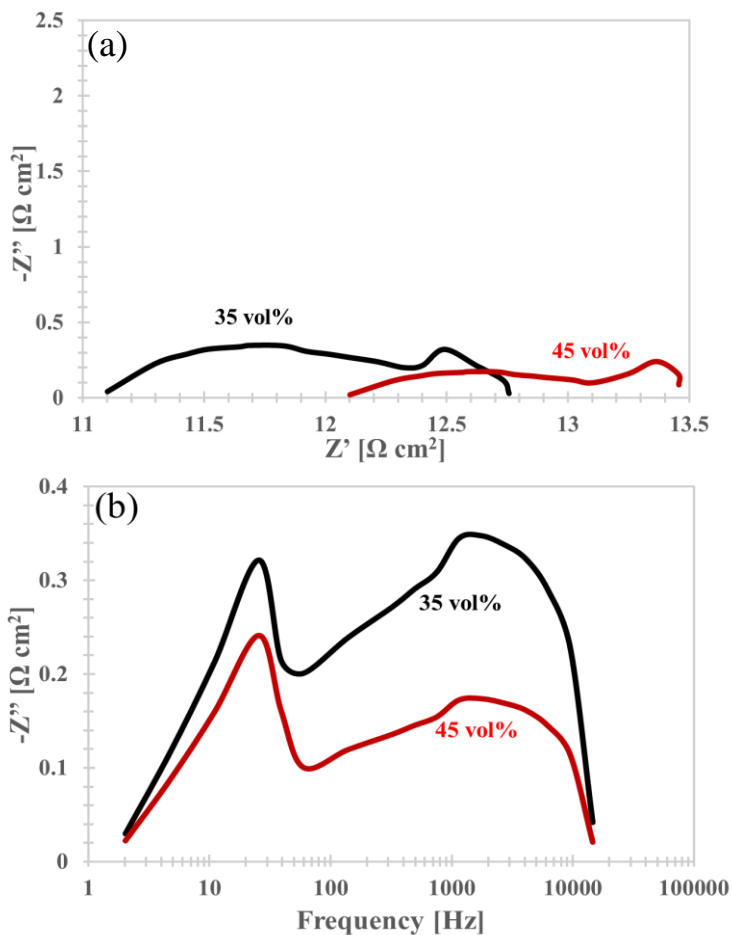 (a)
2.5
2
1.5
1
0.5
0
-Z” [Ω cm²]
35 vol%
45 vol%
11 11.5 12 12.5 13 13.5
Z’ [Ω cm²]
(b)
0.4
0.3
0.2
0.1
0
-Z” [Ω cm²]
35 vol%
45 vol%
1 10 100 1000 10000 100000
Frequency [Hz]